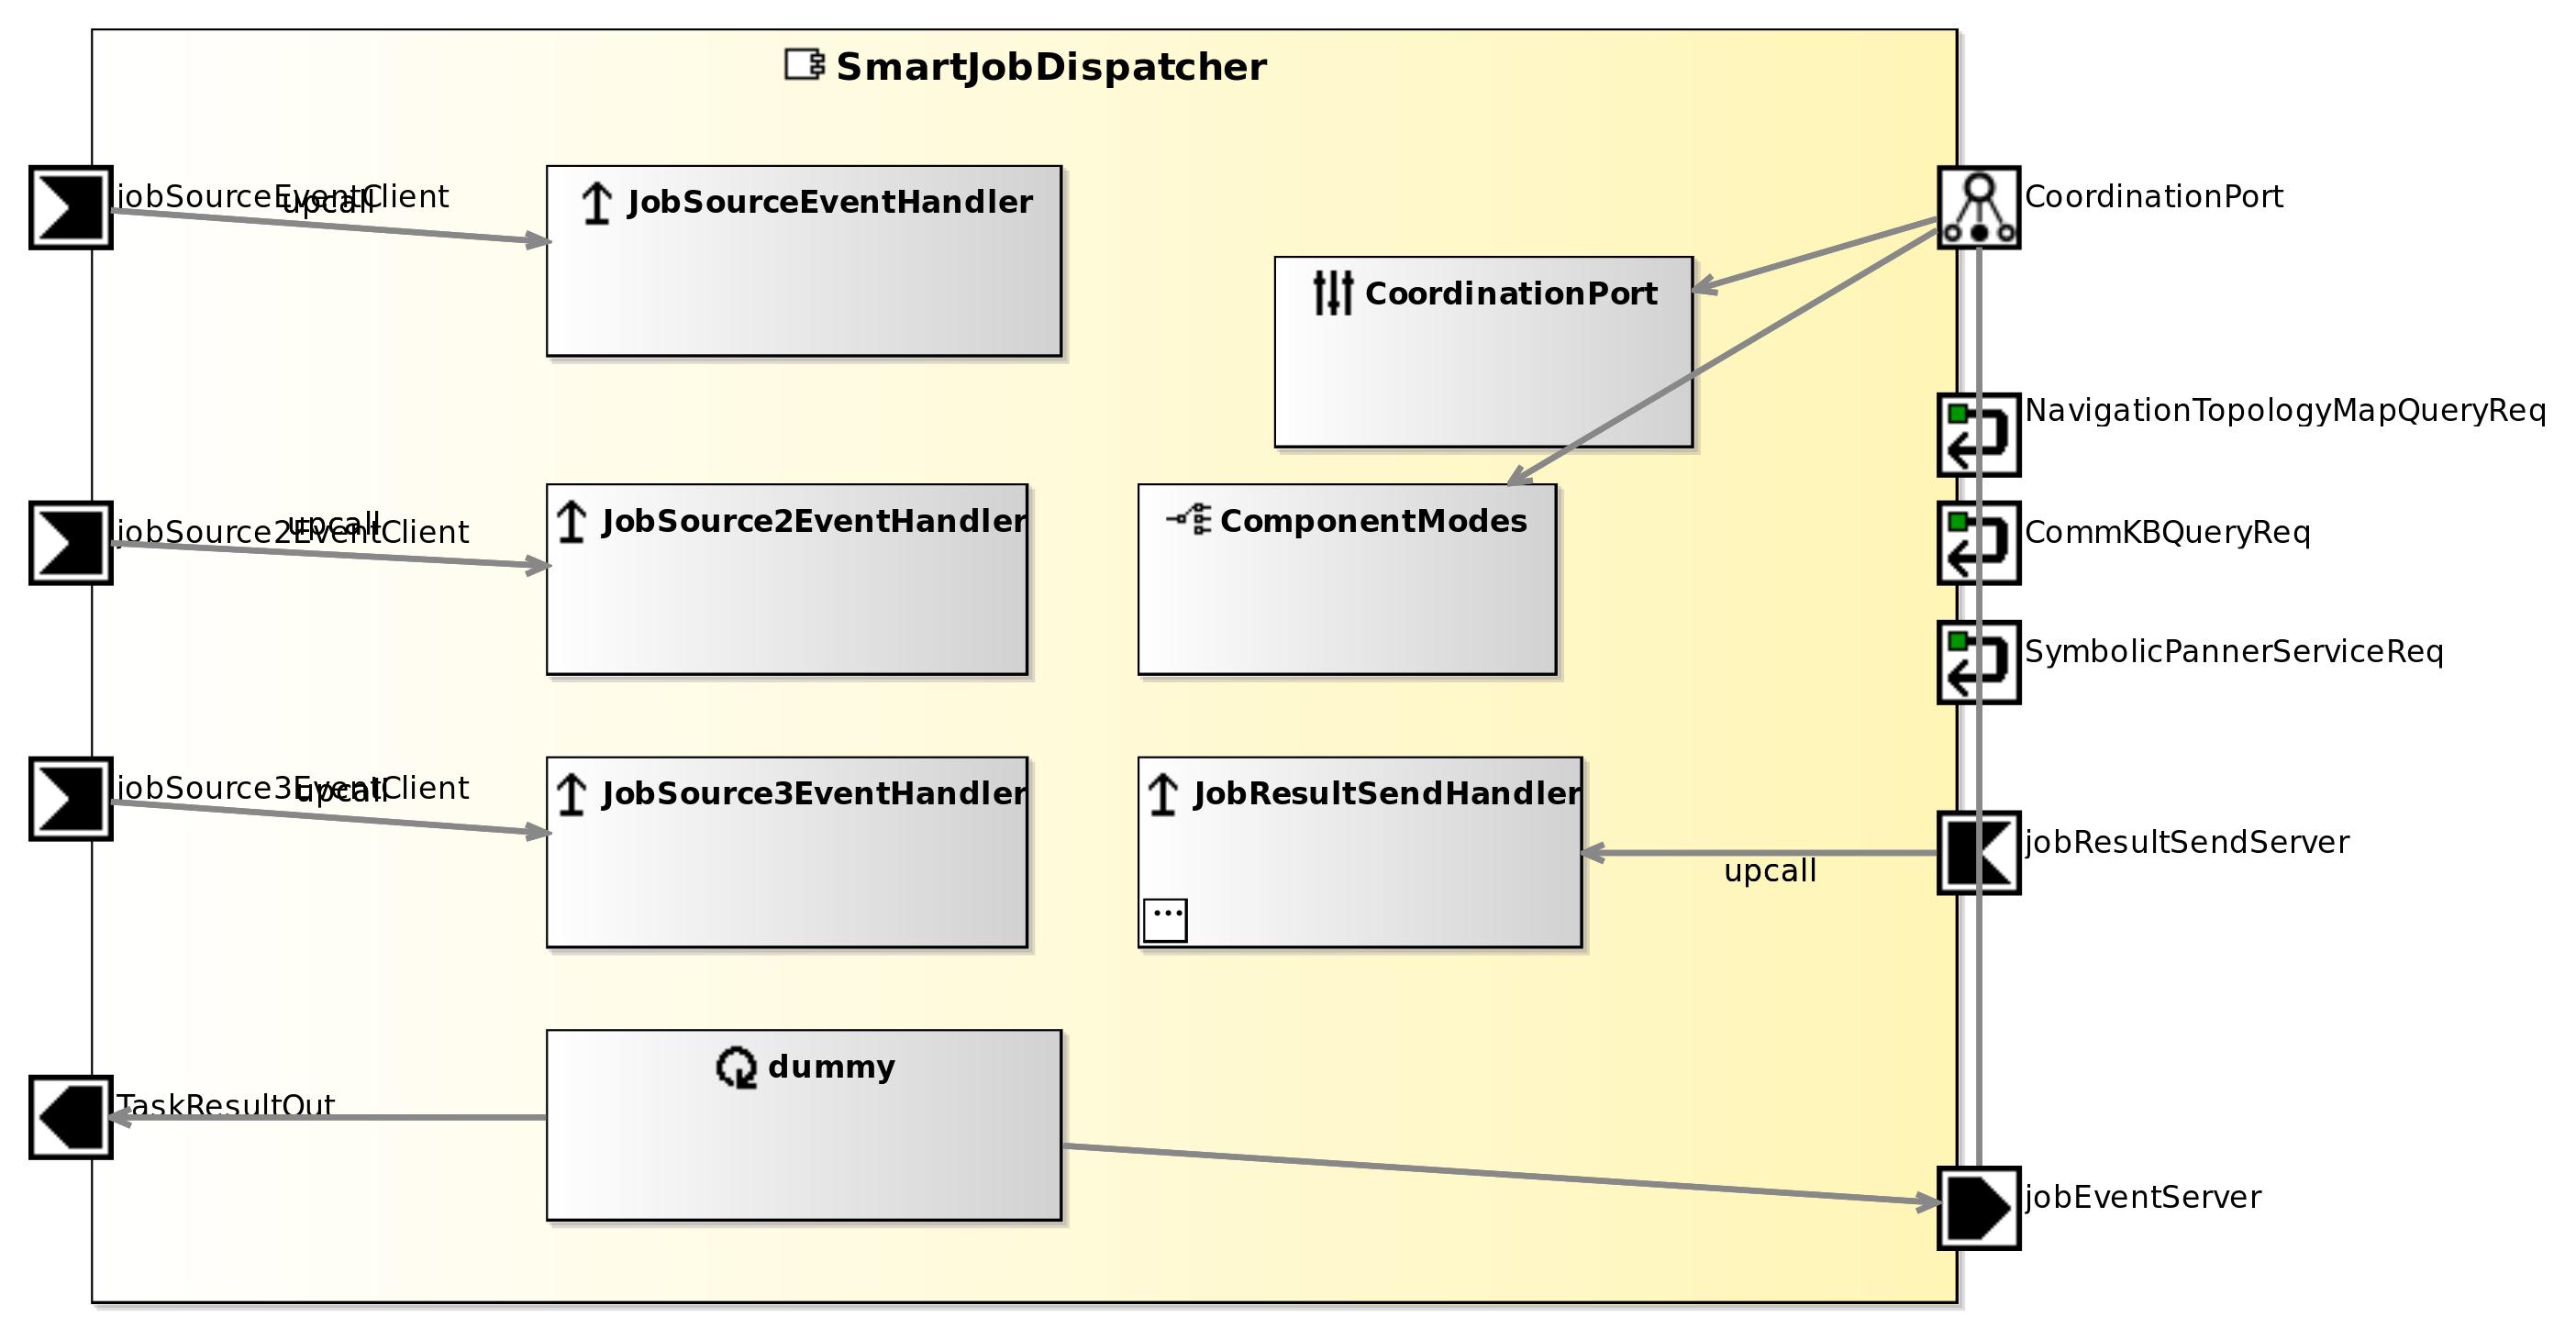 SmartJobDispatcher
jobSourceEventClient
upcall
JobSourceEventHandler
CoordinationPort
CoordinationPort
NavigationTopologyMapQueryReq
jobSource2EventClient
upcall
JobSource2EventHandler
ComponentModes
CommKBQueryReq
SymbolicPannerServiceReq
jobSource3EventClient
upcall
JobSource3EventHandler
JobResultSendHandler
upcall
jobResultSendServer
TaskResultOut
dummy
jobEventServer